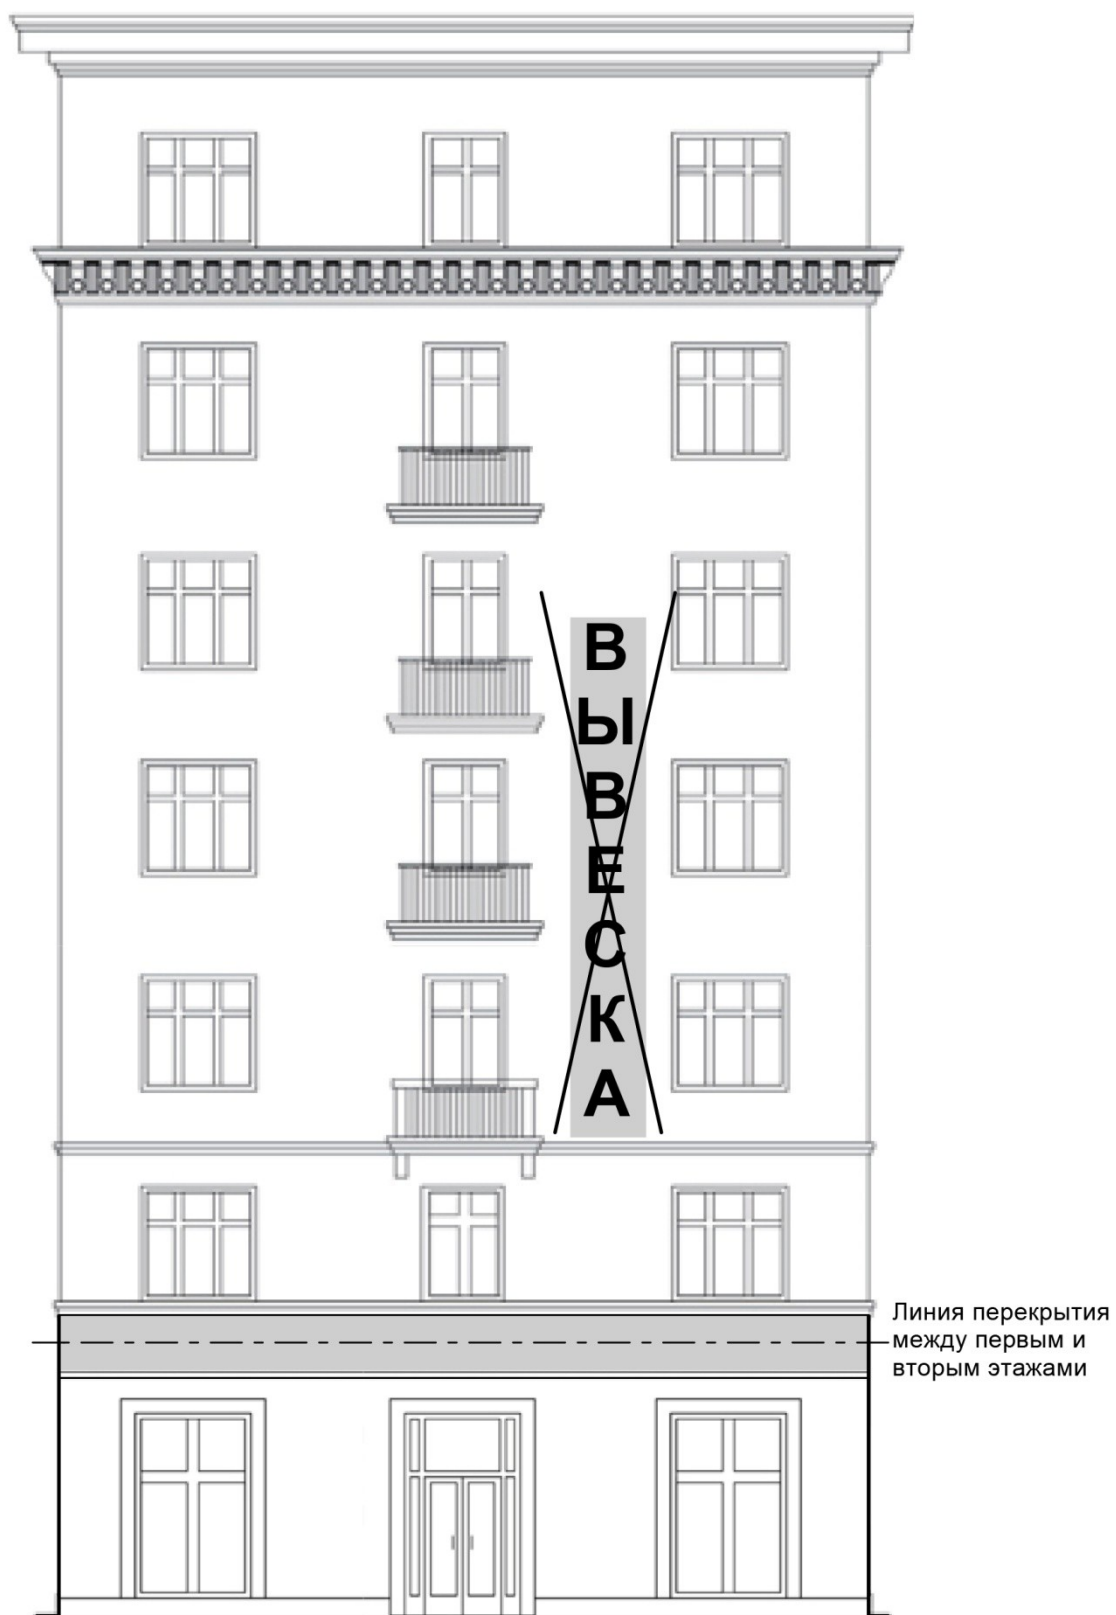 В
Ы
В
Е
С
К
А
Линия перекрытия
между первым и
вторым этажами